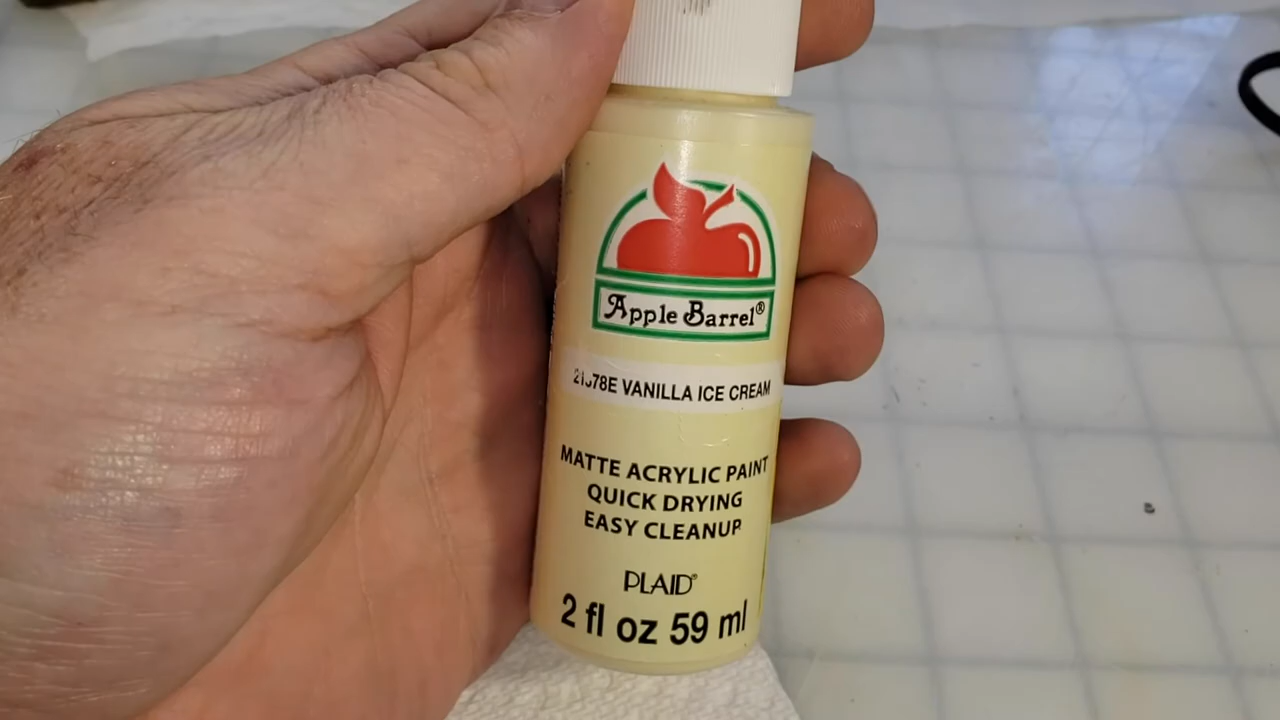 Apple Barrel®
VANILLA ICE CREAM
MATTE ACRYLIC PAINT
QUICK DRYING
EASY CLEANUP
PLAID®
2 fl oz 59 ml